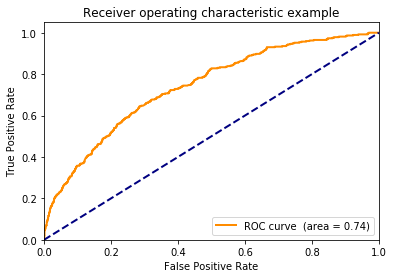 Receiver operating characteristic example
True Positive Rate
1.0
0.8
0.6
0.4
0.2
0.0
ROC curve  (area = 0.74)
0.0 0.2 0.4 0.6 0.8 1.0
False Positive Rate